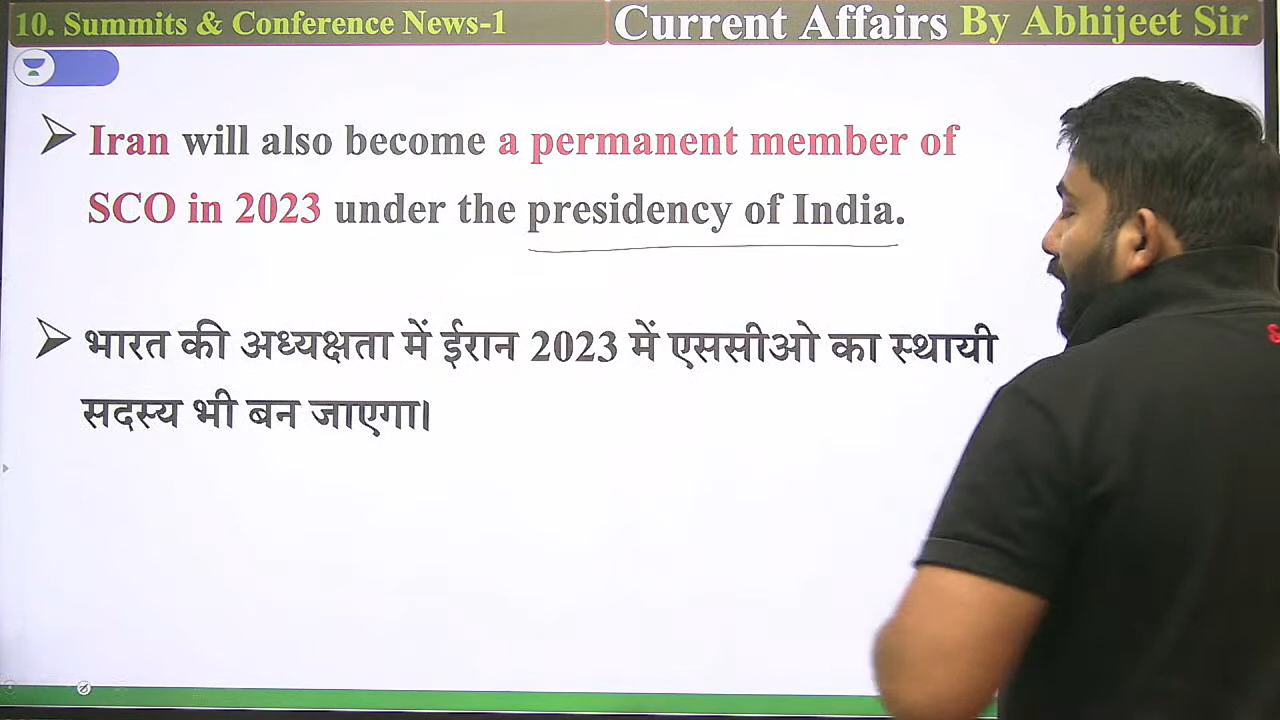 10. Summits & Conference News-1
Current Affairs By Abhijeet Sir
Iran will also become a permanent member of
SCO in 2023 under the presidency of India.
भारत की अध्यक्षता में ईरान 2023 में एससीओ का स्थायी
सदस्य भी बन जाएगा।